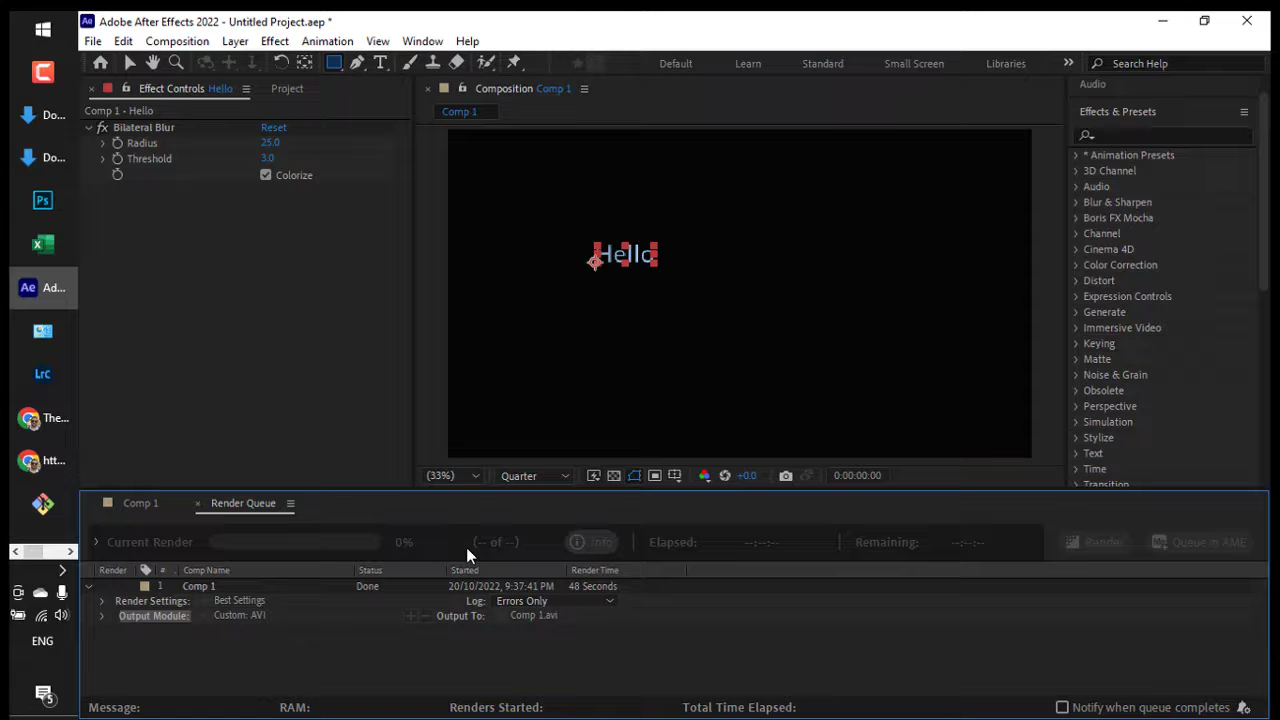 Adobe After Effects 2022 - Untitled Project.aep *
File Edit Composition Layer Effect Animation View Window Help
Default Learn Standard Small Screen Libraries Search Help
Effect Controls Hello Project
Comp 1 - Hello
fx Bilateral Blur Reset
Radius 25.0
Threshold 3.0
Colorize
Composition Comp 1
Comp 1
Hello
(33%) Quarter +0.0 0:00:00:00
Audio
Effects & Presets
* Animation Presets
3D Channel
Audio
Blur & Sharpen
Boris FX Mocha
Channel
Cinema 4D
Color Correction
Distort
Expression Controls
Generate
Immersive Video
Keying
Matte
Noise & Grain
Obsolete
Perspective
Simulation
Stylize
Text
Time
Transition
Do...
Do...
Ps
Ae Ad...
Lrc
The...
htt...
ENG
5
Comp 1 Render Queue
Current Render 0% (-- of --) Info Elapsed: --:--:-- Remaining: --:--:-- Render Queue in AME
Render # Comp Name Status Started Render Time
1 Comp 1 Done 20/10/2022, 9:37:41 PM 48 Seconds
Render Settings: Best Settings Log: Errors Only
Output Module: Custom: AVI Output To: Comp 1.avi
Message: RAM: Renders Started: Total Time Elapsed: Notify when queue completes